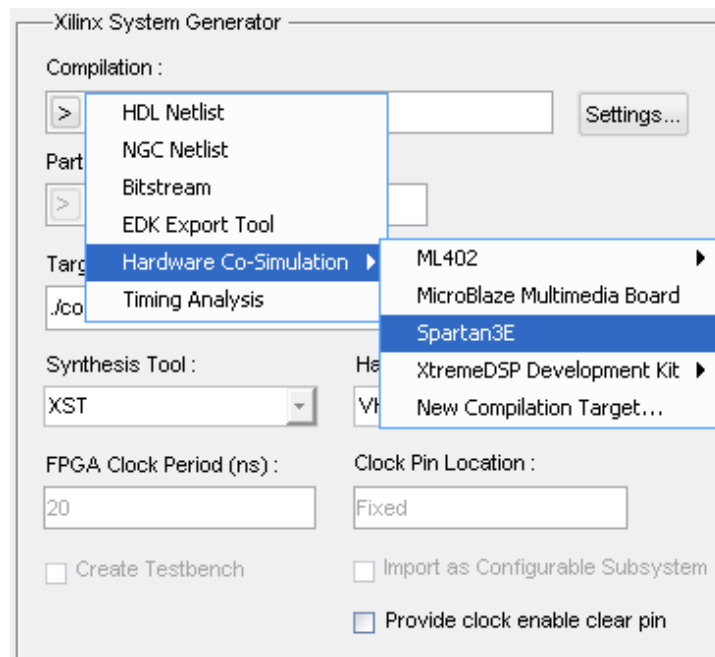 Xilinx System Generator
Compilation :
> Settings...
HDL Netlist
NGC Netlist
Part
Bitstream
>
EDK Export Tool
Hardware Co-Simulation
Timing Analysis
./co
ML402
MicroBlaze Multimedia Board
Spartan3E
XtremeDSP Development Kit
New Compilation Target...
Synthesis Tool :
XST
FPGA Clock Period (ns) :
20
Clock Pin Location :
Fixed
Create Testbench
Import as Configurable Subsystem
Provide clock enable clear pin